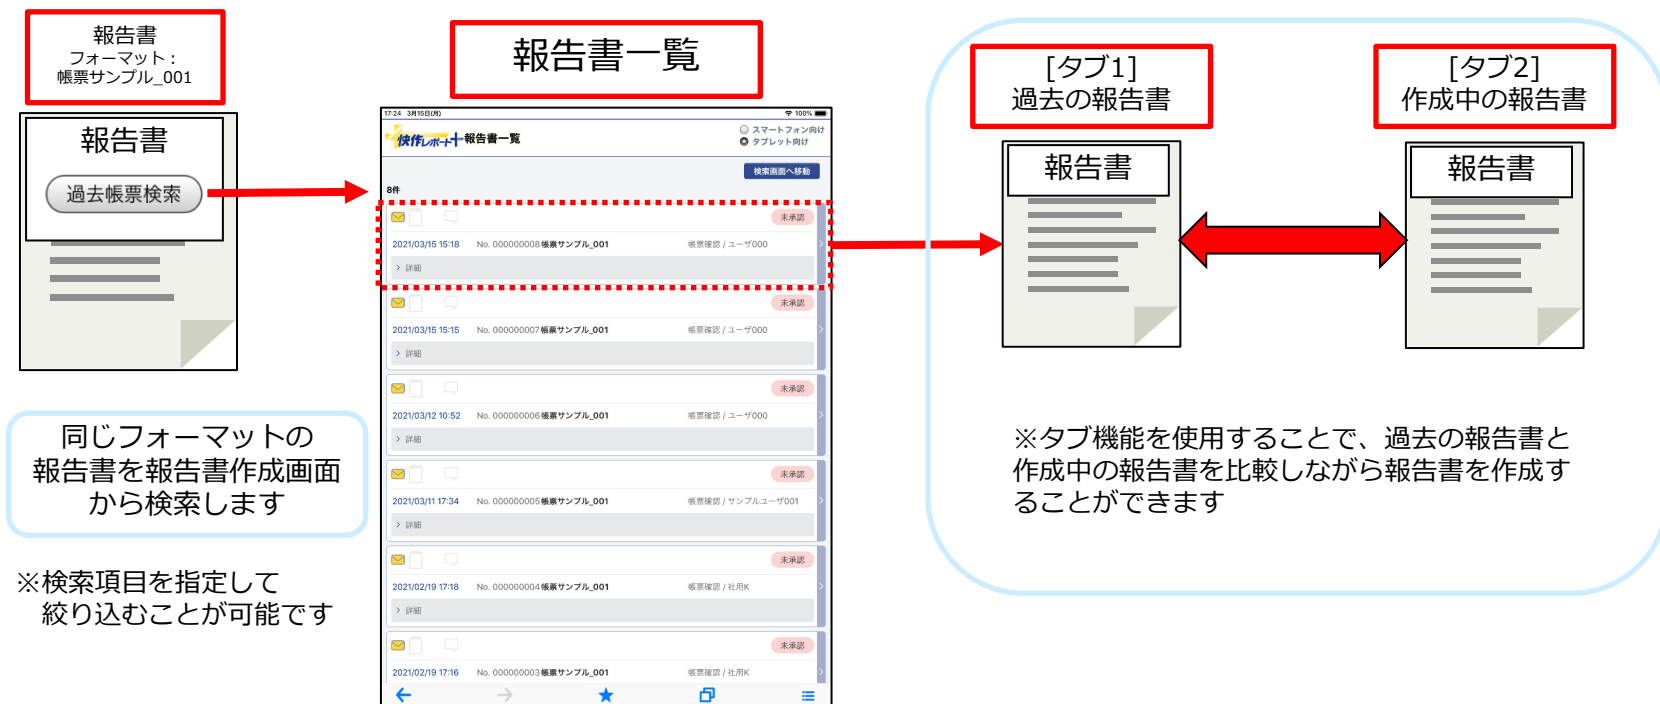 報告書
フォーマット：
帳票サンプル_001
報告書
過去帳票検索
同じフォーマットの
報告書を報告書作成画面
から検索します
※検索項目を指定して
絞り込むことが可能です
報告書一覧
17:24 3月15日(月)
100%
快作レポート+ 報告書一覧
スマートフォン向け
タブレット向け
検索画面へ移動
8件
未承認
2021/03/15 15:18 No. 000000008 帳票サンプル_001 帳票確認 / ユーザ000
> 詳細
未承認
2021/03/15 15:15 No. 000000007 帳票サンプル_001 帳票確認 / ユーザ000
> 詳細
未承認
2021/03/12 10:52 No. 000000006 帳票サンプル_001 帳票確認 / ユーザ000
> 詳細
未承認
2021/03/11 17:34 No. 000000005 帳票サンプル_001 帳票確認 / サンプルユーザ001
> 詳細
未承認
2021/02/19 17:18 No. 000000004 帳票サンプル_001 帳票確認 / 社用K
> 詳細
未承認
2021/02/19 17:16 No. 000000003 帳票サンプル_001 帳票確認 / 社用K
[タブ1]
過去の報告書
報告書
[タブ2]
作成中の報告書
報告書
※タブ機能を使用することで、過去の報告書と
作成中の報告書を比較しながら報告書を作成す
ることができます